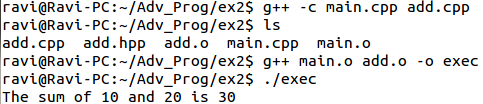 ravi@Ravi-PC:~/Adv_Prog/ex2$ g++ -c main.cpp add.cpp
ravi@Ravi-PC:~/Adv_Prog/ex2$ ls
add.cpp  add.hpp  add.o  main.cpp  main.o
ravi@Ravi-PC:~/Adv_Prog/ex2$ g++ main.o add.o -o exec
ravi@Ravi-PC:~/Adv_Prog/ex2$ ./exec
The sum of 10 and 20 is 30